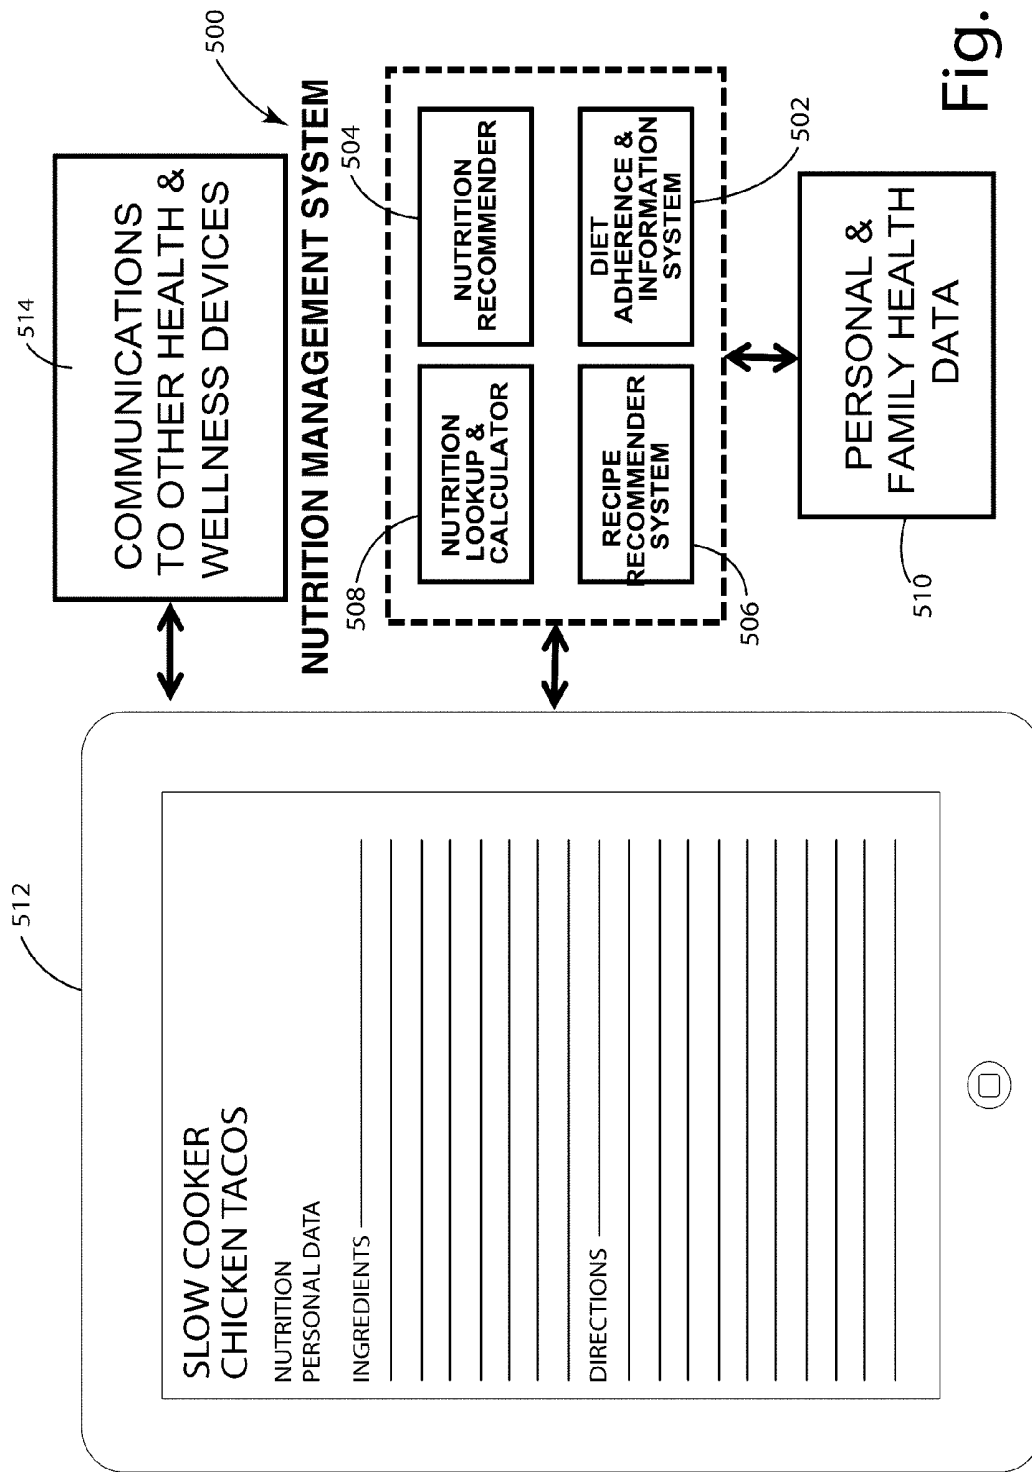 512
SLOW COOKER
CHICKEN TACOS
NUTRITION
PERSONAL DATA
INGREDIENTS
DIRECTIONS
514
COMMUNICATIONS
TO OTHER HEALTH &
WELLNESS DEVICES
500
NUTRITION MANAGEMENT SYSTEM
508
NUTRITION
LOOKUP &
CALCULATOR
504
NUTRITION
RECOMMENDER
RECIPE
RECOMMENDER
SYSTEM
506
DIET
ADHERENCE &
INFORMATION
SYSTEM
502
PERSONAL &
FAMILY HEALTH
DATA
510
Fig.